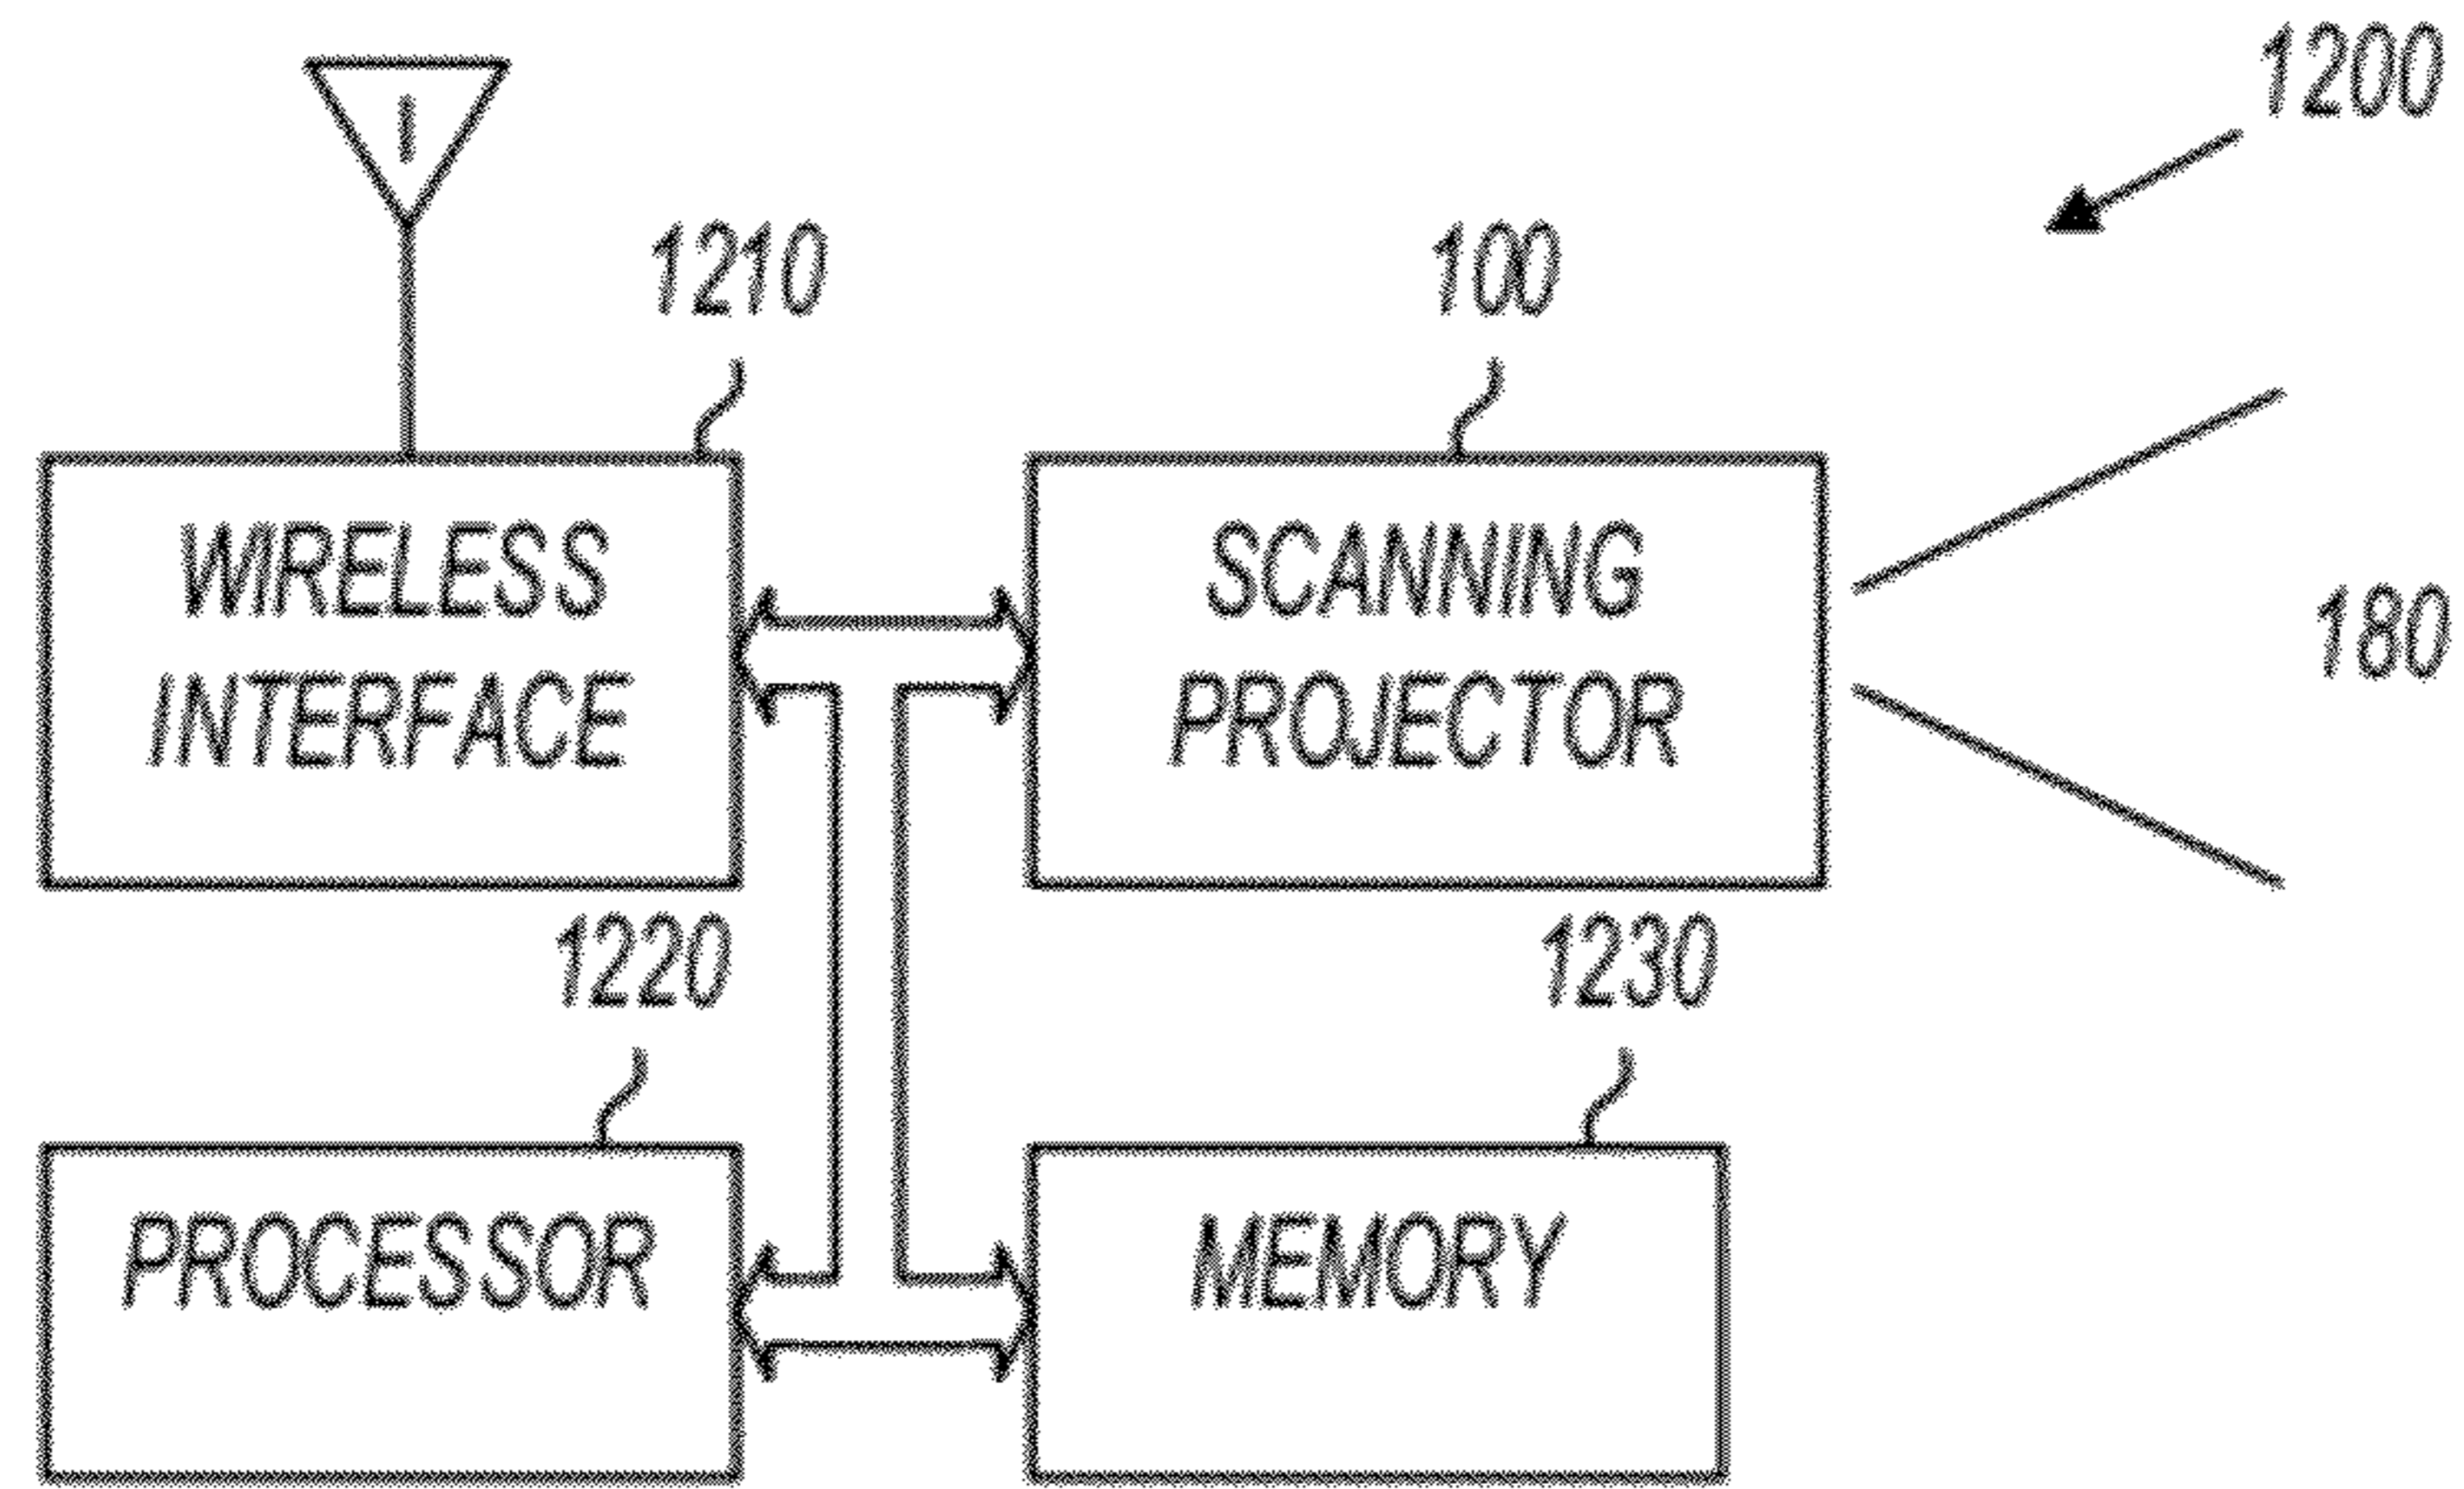 1200
1210
100
WIRELESS
INTERFACE
SCANNING
PROJECTOR
180
1220
1230
PROCESSOR
MEMORY